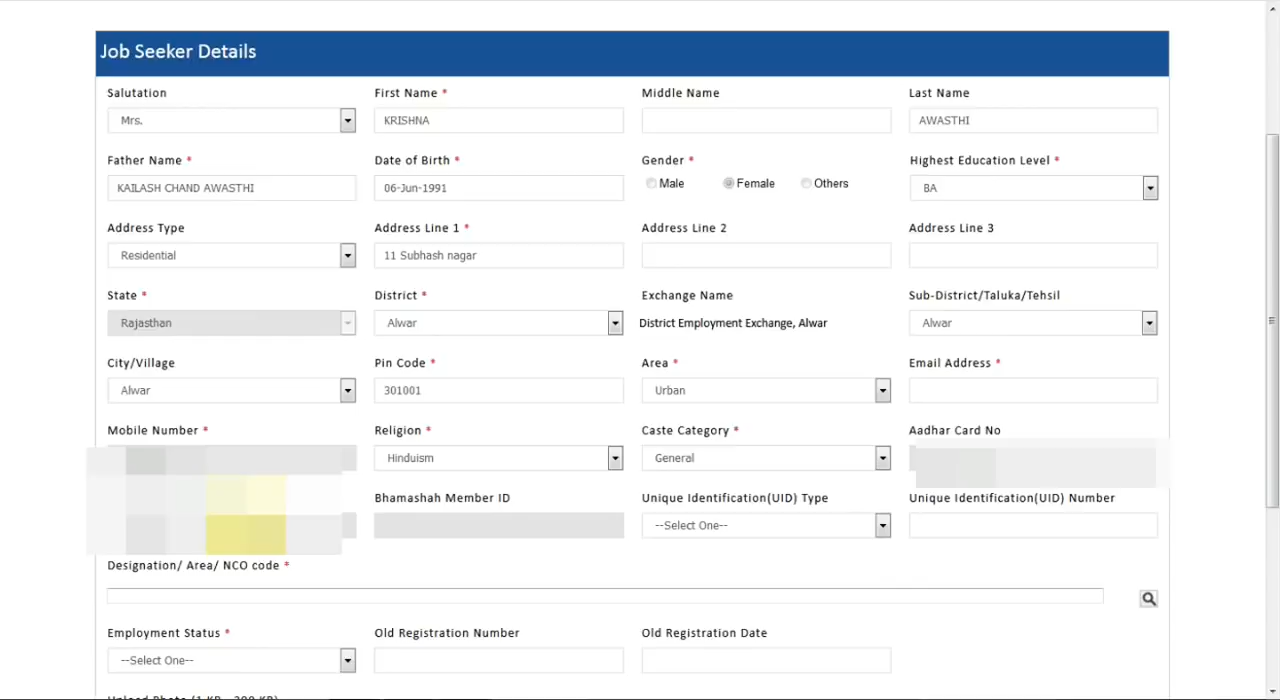 Job Seeker Details
Salutation First Name * Middle Name Last Name
Mrs. KRISHNA AWASTHI
Father Name * Date of Birth * Gender * Highest Education Level *
KAILASH CHAND AWASTHI 06-Jun-1991 Male Female Others BA
Address Type Address Line 1 * Address Line 2 Address Line 3
Residential 11 Subhash nagar
State * District * Exchange Name Sub-District/Taluka/Tehsil
Rajasthan Alwar District Employment Exchange, Alwar Alwar
City/Village Pin Code * Area * Email Address *
Alwar 301001 Urban
Mobile Number * Religion * Caste Category * Aadhar Card No
Hinduism General
Bhamashah Member ID Unique Identification(UID) Type Unique Identification(UID) Number
--Select One--
Designation/ Area/ NCO code *
Employment Status * Old Registration Number Old Registration Date
--Select One--